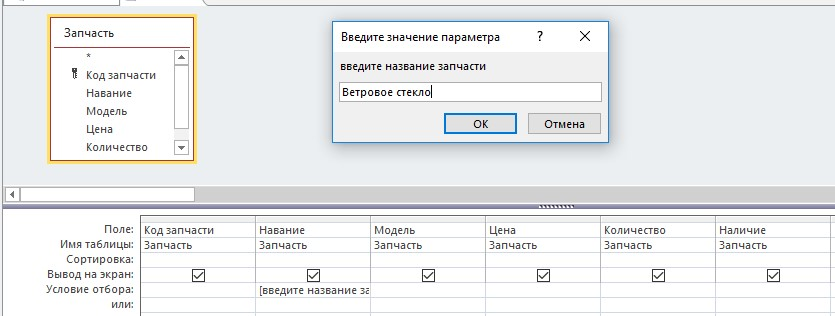 Запчасть
*
Код запчасти
Навание
Модель
Цена
Количество
Введите значение параметра ?
введите название запчасти
Ветровое стекло
OK Отмена
Поле: Код запчасти Навание Модель Цена Количество Наличие
Имя таблицы: Запчасть Запчасть Запчасть Запчасть Запчасть Запчасть
Сортировка:
Вывод на экран:
Условие отбора: [введите название за
или: